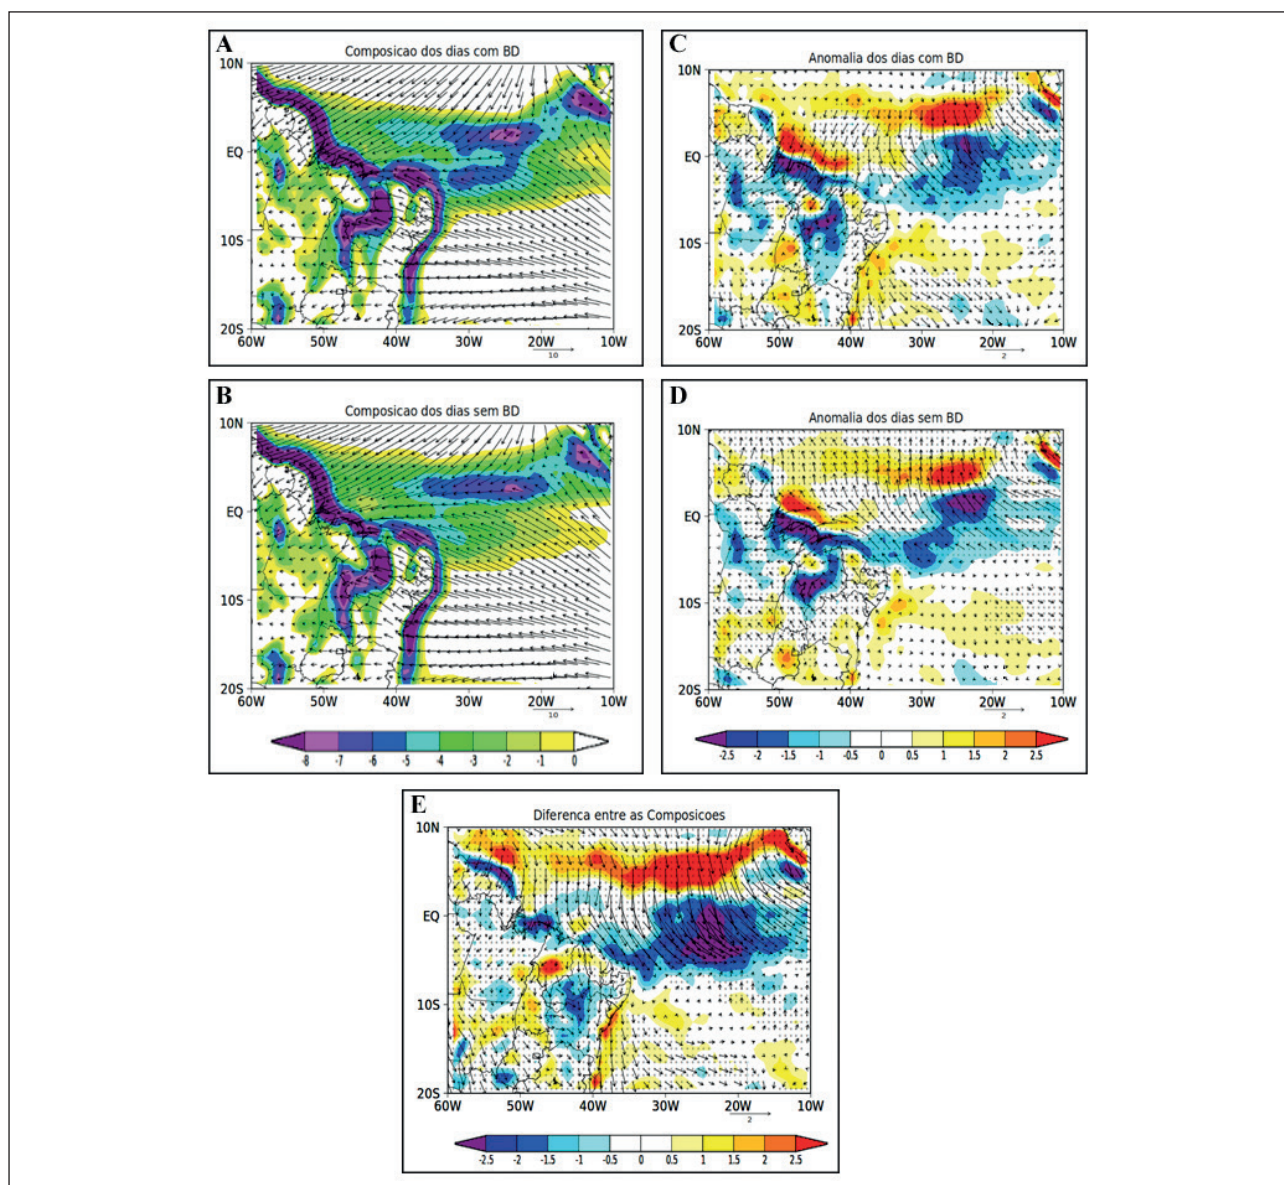 A
Composicao dos dias com BD
10N
EQ
10S
20S
60W 50W 40W 30W 20W 10W
10
C
Anomalia dos dias com BD
10N
EQ
10S
20S
60W 50W 40W 30W 20W 10W
2
B
Composicao dos dias sem BD
10N
EQ
10S
20S
60W 50W 40W 30W 20W 10W
10
-8 -7 -6 -5 -4 -3 -2 -1 0
D
Anomalia dos dias sem BD
10N
EQ
10S
20S
60W 50W 40W 30W 20W 10W
2
-2.5 -2 -1.5 -1 -0.5 0 0.5 1 1.5 2 2.5
E
Diferenca entre as Composicoes
10N
EQ
10S
20S
60W 50W 40W 30W 20W 10W
2
-2.5 -2 -1.5 -1 -0.5 0 0.5 1 1.5 2 2.5